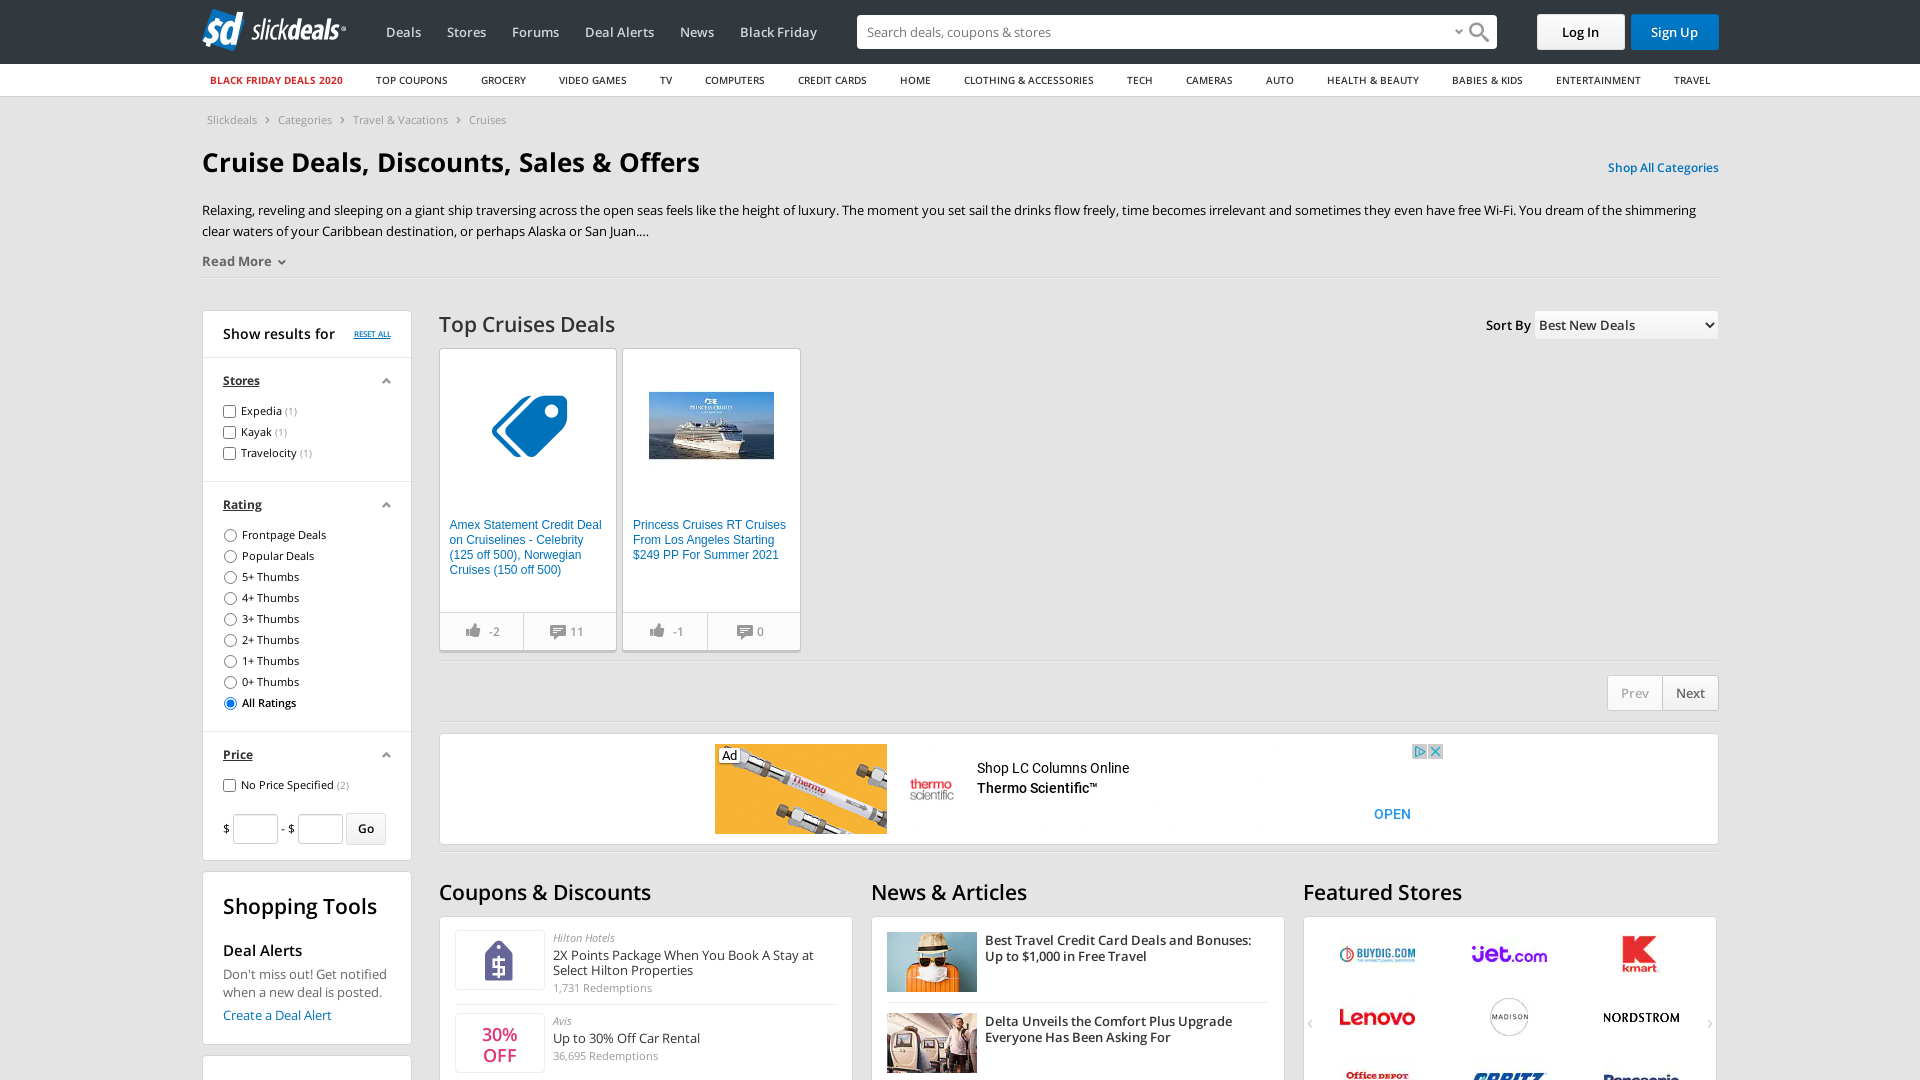 sd slickdeals
Deals
Stores
Forums
Deal Alerts
News
Black Friday
Search deals, coupons & stores
Log In
Sign Up
BLACK FRIDAY DEALS 2020
TOP COUPONS
GROCERY
VIDEO GAMES
TV
COMPUTERS
CREDIT CARDS
HOME
CLOTHING & ACCESSORIES
TECH
CAMERAS
AUTO
HEALTH & BEAUTY
BABIES & KIDS
ENTERTAINMENT
TRAVEL
Slickdeals › Categories › Travel & Vacations › Cruises
Cruise Deals, Discounts, Sales & Offers
Shop All Categories
Relaxing, reveling and sleeping on a giant ship traversing across the open seas feels like the height of luxury. The moment you set sail the drinks flow freely, time becomes irrelevant and sometimes they even have free Wi-Fi. You dream of the shimmering
clear waters of your Caribbean destination, or perhaps Alaska or San Juan....
Read More
Show results for
RESET ALL
Stores
Expedia (1)
Kayak (1)
Travelocity (1)
Rating
Frontpage Deals
Popular Deals
5+ Thumbs
4+ Thumbs
3+ Thumbs
2+ Thumbs
1+ Thumbs
0+ Thumbs
All Ratings
Price
No Price Specified (2)
$ - $ Go
Shopping Tools
Deal Alerts
Don't miss out! Get notified
when a new deal is posted.
Create a Deal Alert
Top Cruises Deals
Sort By Best New Deals
Amex Statement Credit Deal
on Cruiselines - Celebrity
(125 off 500), Norwegian
Cruises (150 off 500)
-2
11
PRINCESS CRUISES
Princess Cruises RT Cruises
From Los Angeles Starting
$249 PP For Summer 2021
-1
0
Prev
Next
Ad
Thermo
thermo
scientific
Shop LC Columns Online
Thermo Scientific™
OPEN
Coupons & Discounts
Hilton Hotels
2X Points Package When You Book A Stay at
Select Hilton Properties
1,731 Redemptions
30%
OFF
Avis
Up to 30% Off Car Rental
36,695 Redemptions
News & Articles
Best Travel Credit Card Deals and Bonuses:
Up to $1,000 in Free Travel
Delta Unveils the Comfort Plus Upgrade
Everyone Has Been Asking For
Featured Stores
BUYDIG.COM
Jet.com
kmart
Lenovo
MADISON
NORDSTROM
Office DEPOT
ORBITZ
Panasonic